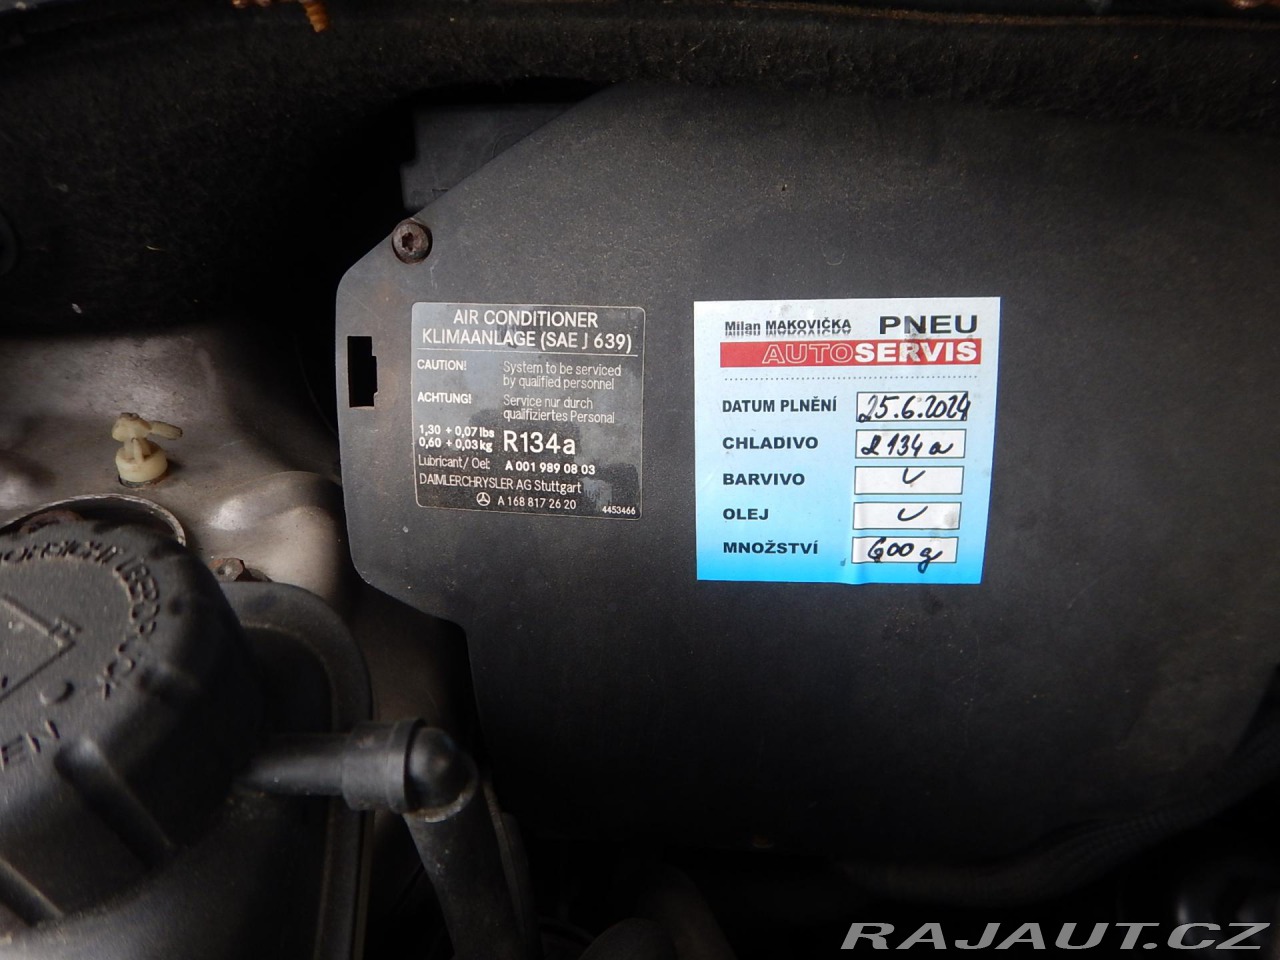 AIR CONDITIONER
KLIMAANLAGE (SAE J 639)
CAUTION! System to be serviced
by qualified personnel
ACHTUNG! Service nur durch
qualifiziertes Personal
1,30 + 0,07 lbs
0,60 + 0,03 kg R134a
Lubricant/Oel: A 001 989 08 03
DAIMLERCHRYSLER AG Stuttgart
A 168 817 26 20 4453466
Milan MAKOVIČKA PNEU
AUTOSERVIS
DATUM PLNĚNÍ 25.6.2024
CHLADIVO R 134a
BARVIVO ✓
OLEJ ✓
MNOŽSTVÍ 600 g
RAJAUT.CZ